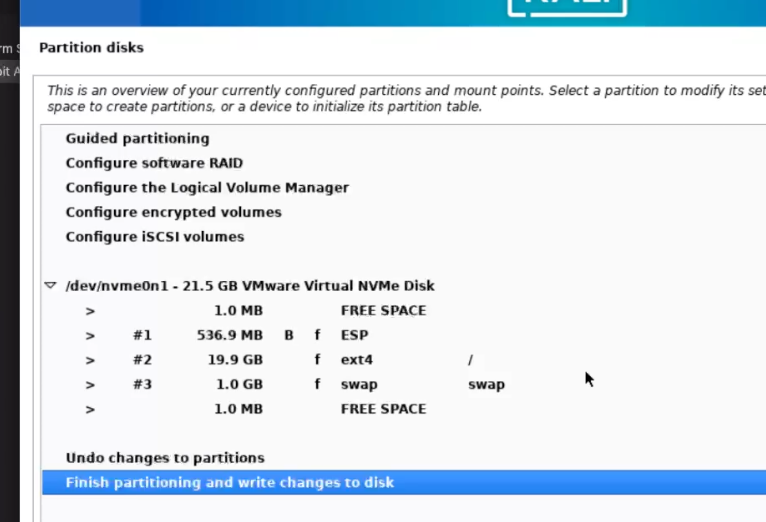 rm S
bit A
Partition disks
This is an overview of your currently configured partitions and mount points. Select a partition to modify its set
space to create partitions, or a device to initialize its partition table.
Guided partitioning
Configure software RAID
Configure the Logical Volume Manager
Configure encrypted volumes
Configure iSCSI volumes
/dev/nvme0n1 - 21.5 GB VMware Virtual NVMe Disk
> 1.0 MB FREE SPACE
> #1 536.9 MB B f ESP
> #2 19.9 GB f ext4 /
> #3 1.0 GB f swap swap
> 1.0 MB FREE SPACE
Undo changes to partitions
Finish partitioning and write changes to disk